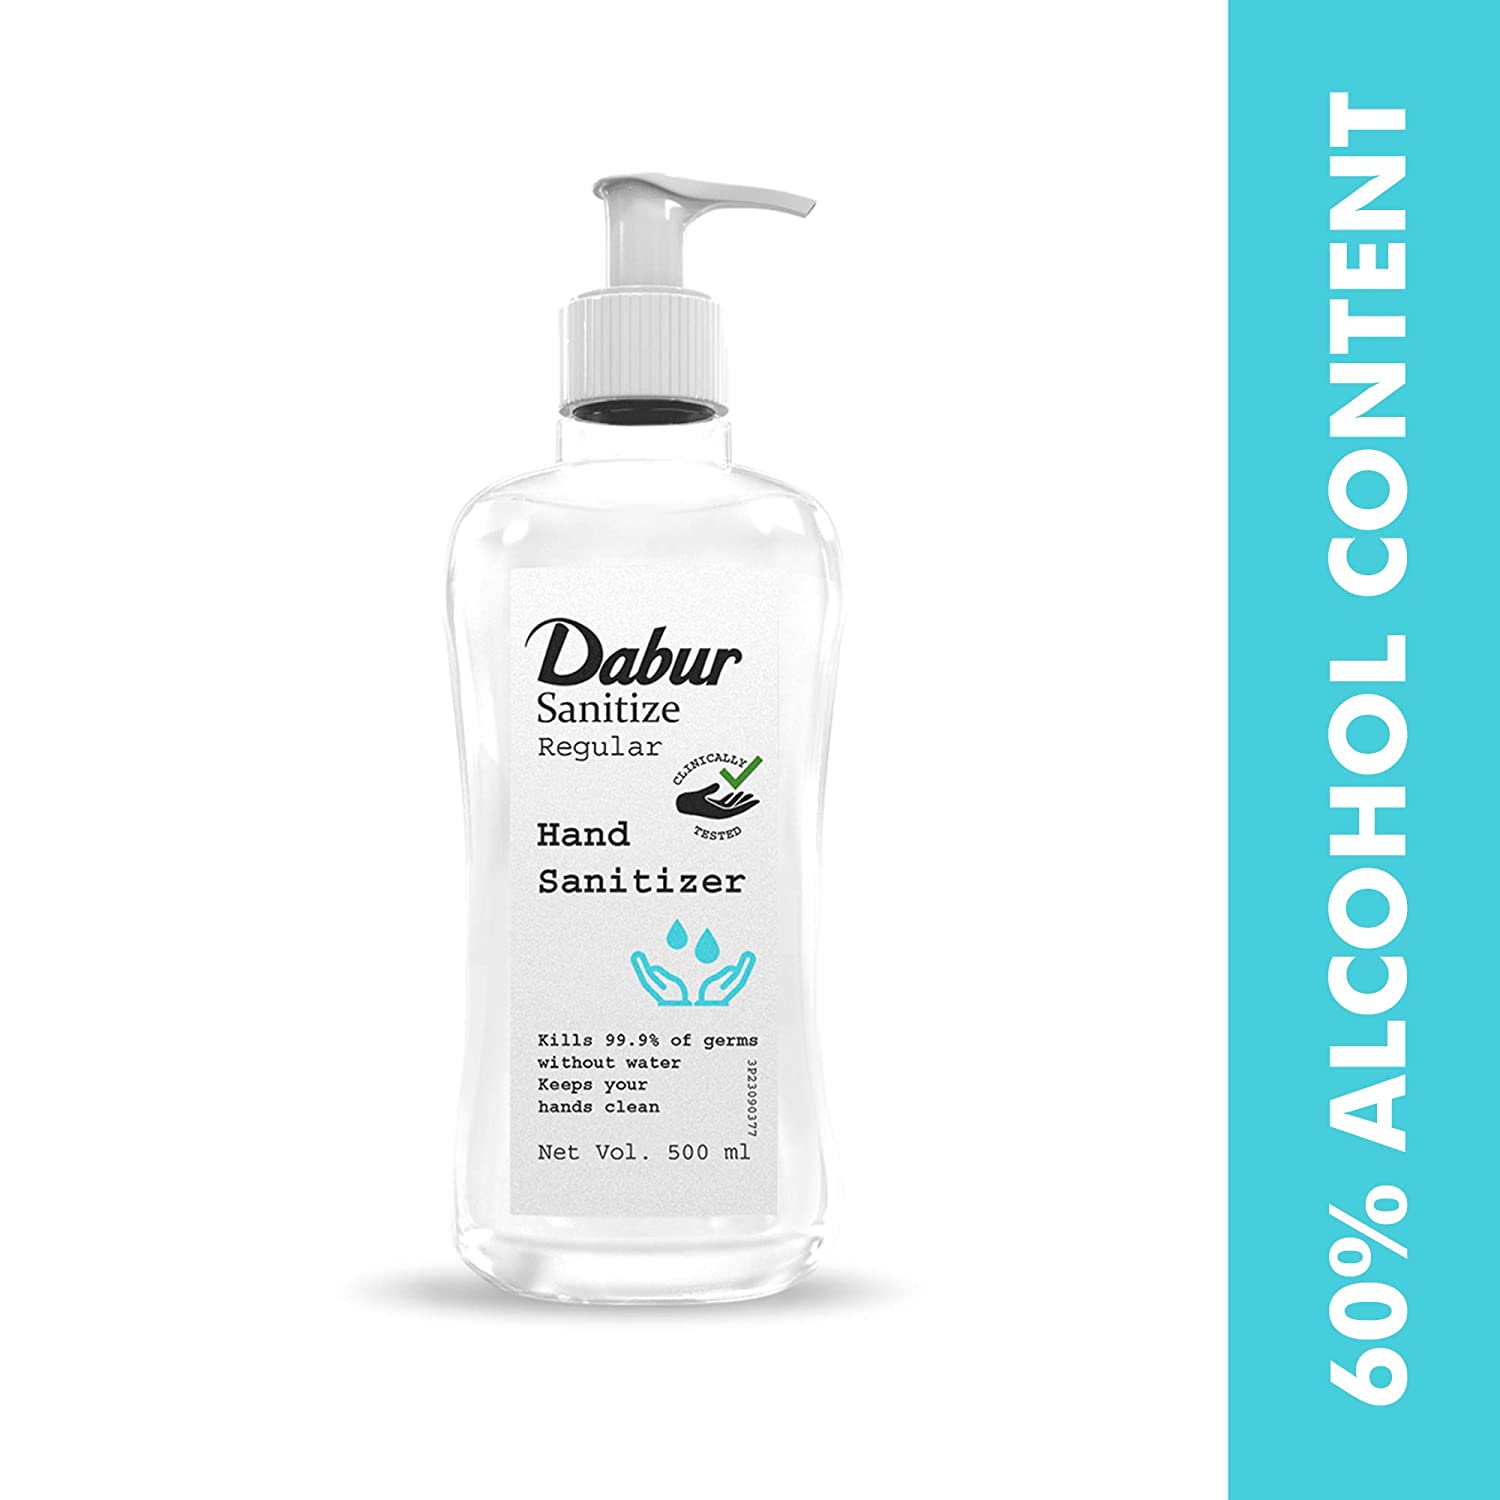 Dabur
Sanitize
Regular
CLINICALLY
TESTED
Hand
Sanitizer
Kills 99.9% of germs
without water
Keeps your
hands clean
3P23090377
Net Vol. 500 ml
60% ALCOHOL CONTENT